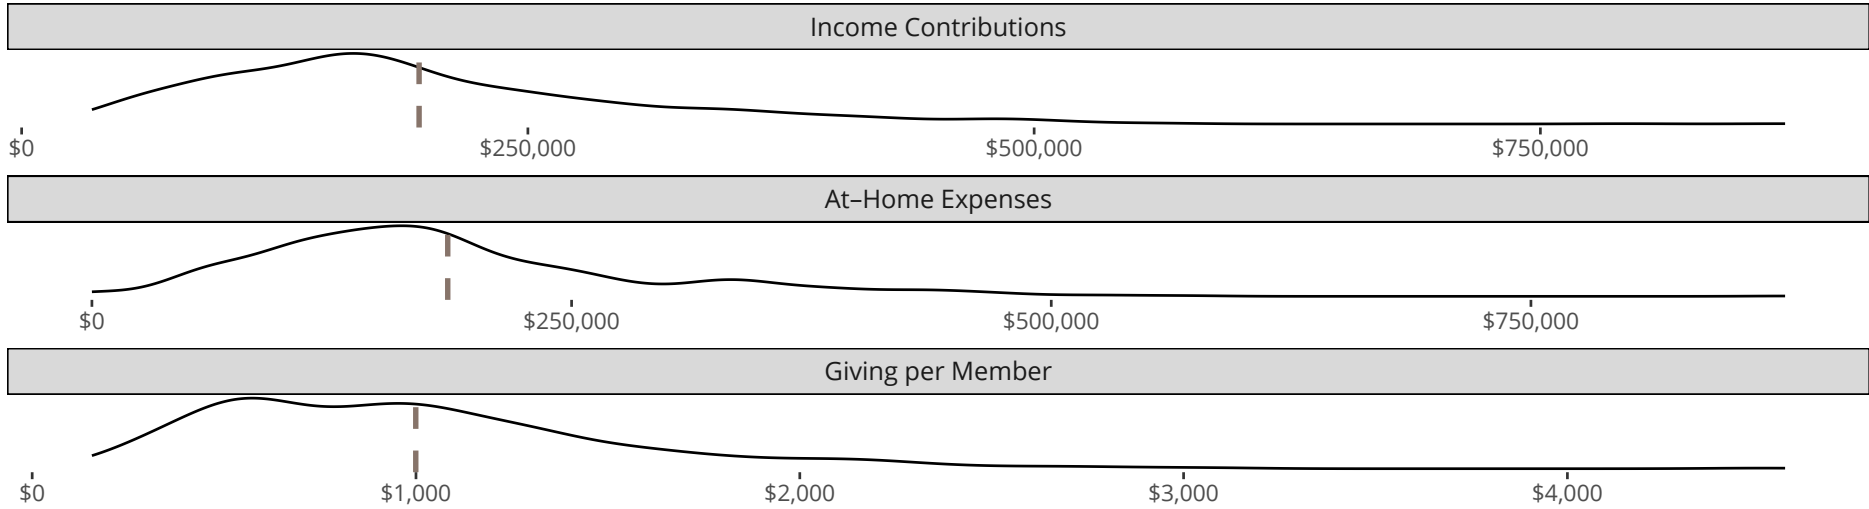 Income Contributions
$0 $250,000 $500,000 $750,000
At–Home Expenses
$0 $250,000 $500,000 $750,000
Giving per Member
$0 $1,000 $2,000 $3,000 $4,000